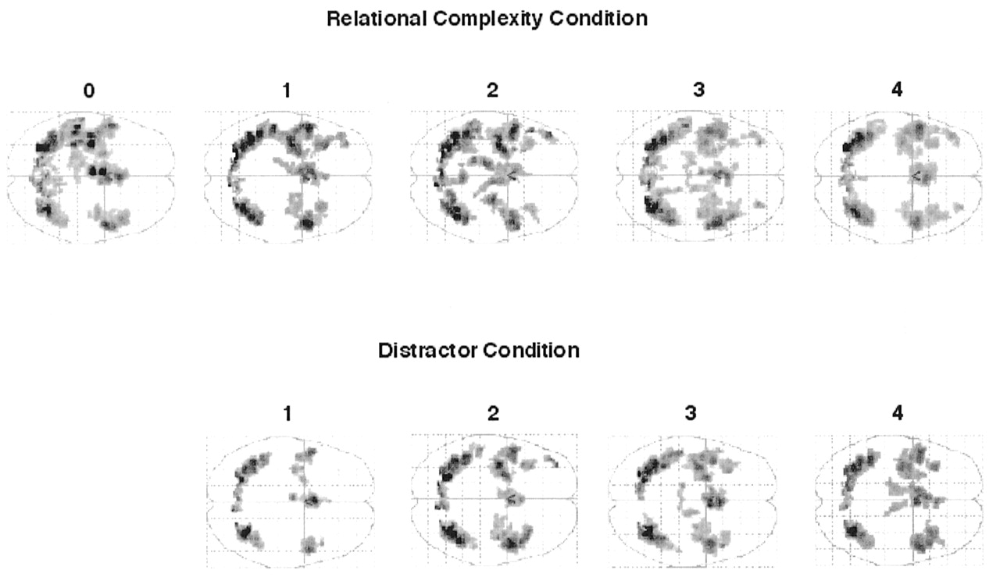 Relational Complexity Condition
0 1 2 3 4
Distractor Condition
1 2 3 4